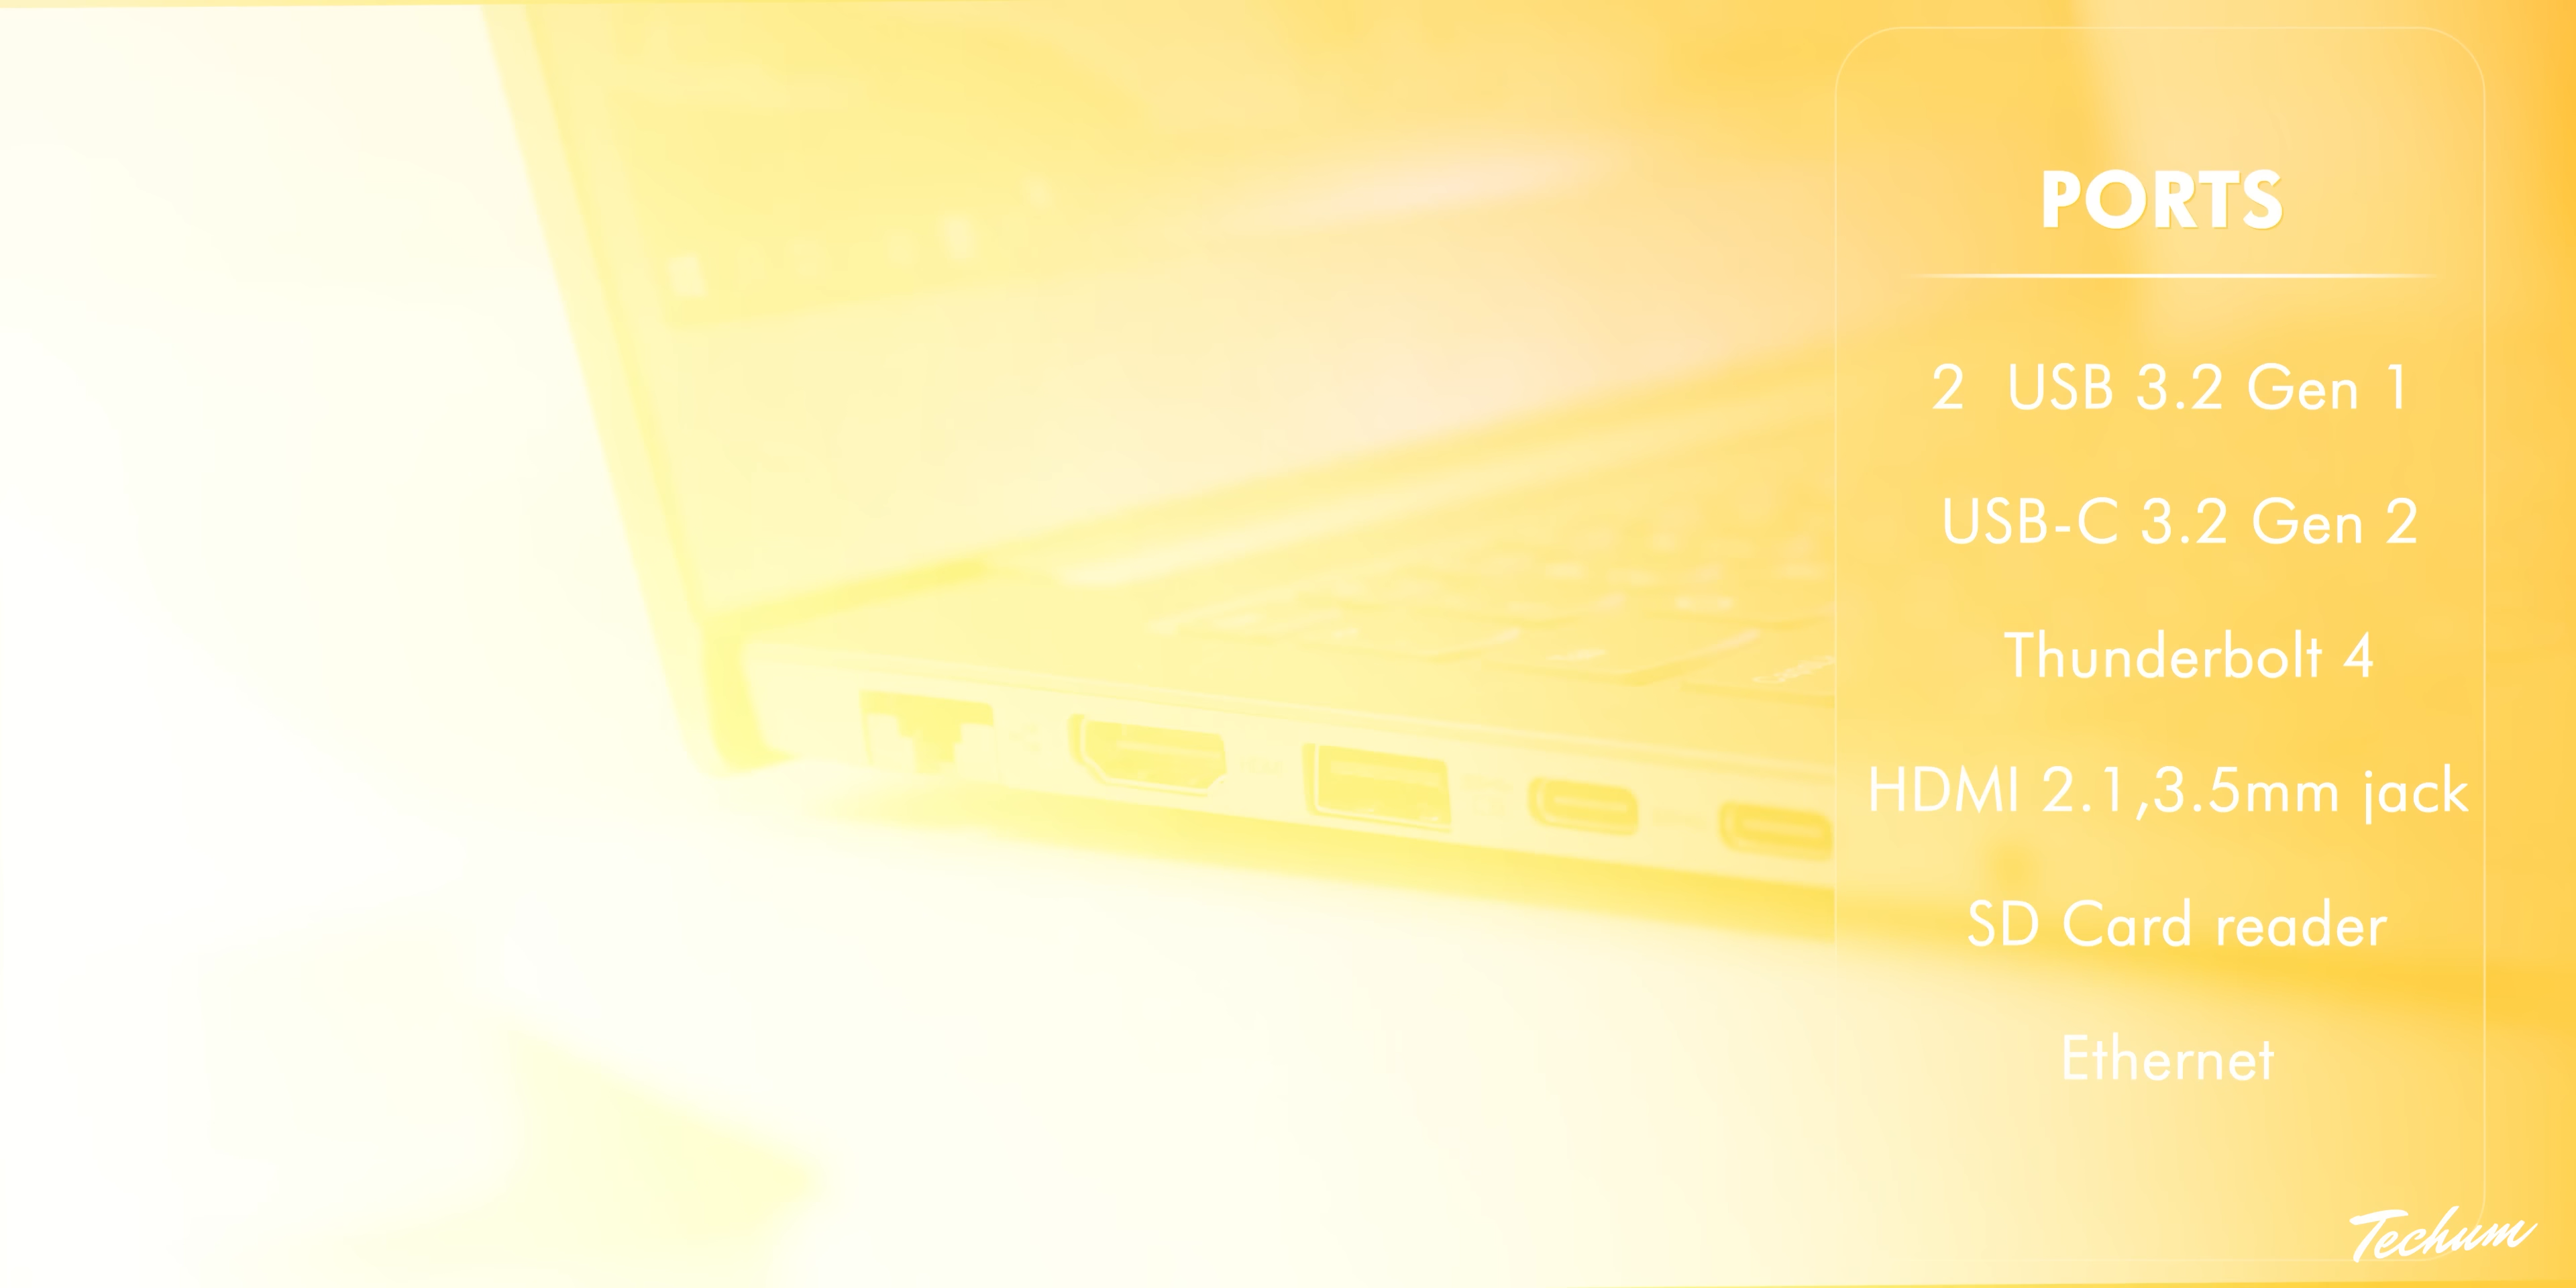 PORTS
2 USB 3.2 Gen 1
USB-C 3.2 Gen 2
Thunderbolt 4
HDMI 2.1,3.5mm jack
SD Card reader
Ethernet
Techum